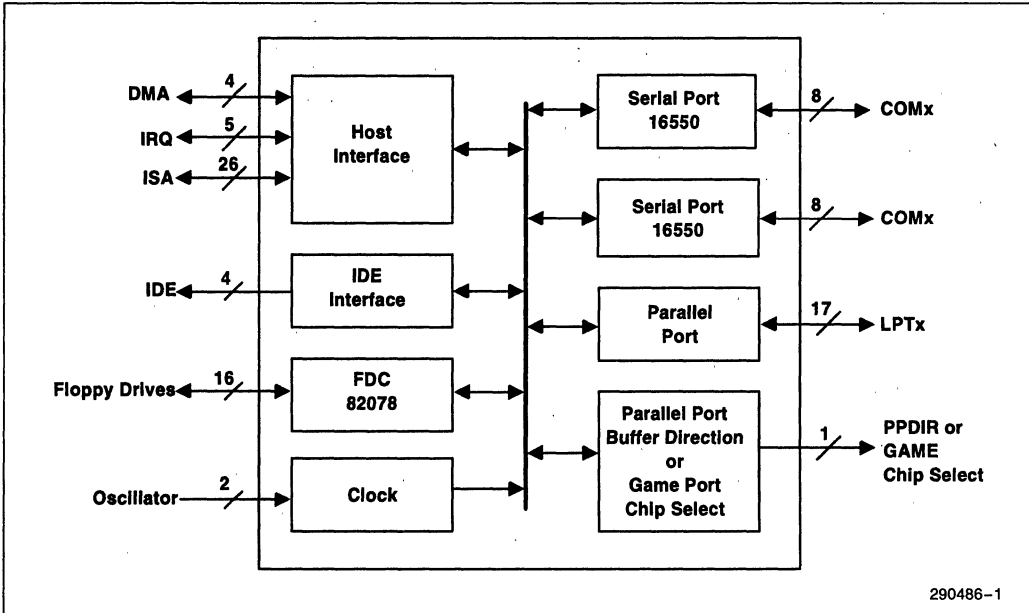 DMA
4
IRQ
5
ISA
26
Host
Interface
IDE
4
IDE
Interface
Floppy Drives
16
FDC
82078
Oscillator
2
Clock
Serial Port
16550
8
COMx
Serial Port
16550
8
COMx
Parallel
Port
17
LPTx
Parallel Port
Buffer Direction
or
Game Port
Chip Select
1
PPDIR or
GAME
Chip Select
290486-1